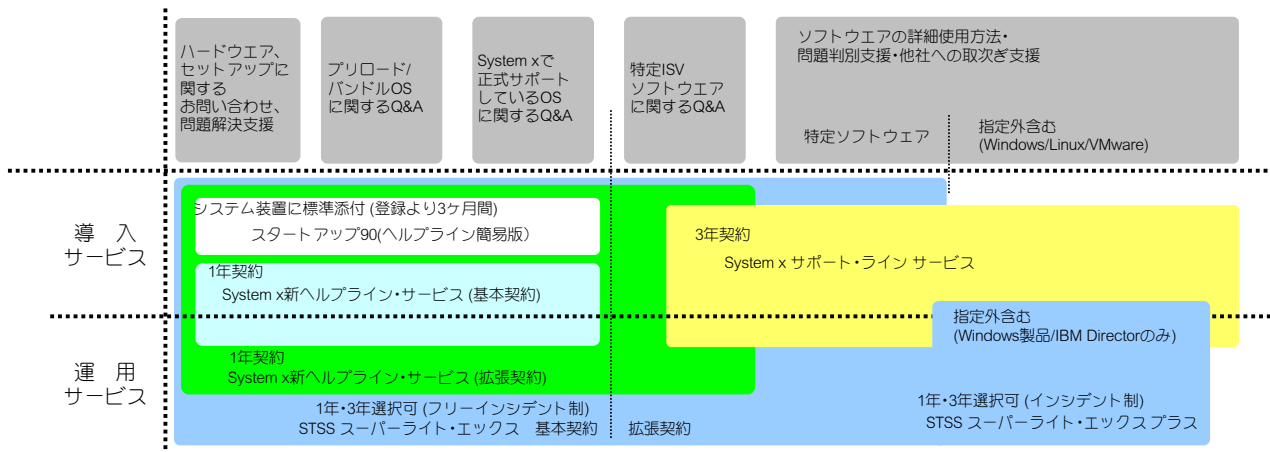 ハードウエア、
セットアップに
関する
お問い合わせ、
問題解決支援
プリロード/
バンドルOS
に関するQ&A
System xで
正式サポート
しているOS
に関するQ&A
特定ISV
ソフトウエア
に関するQ&A
ソフトウエアの詳細使用方法・
問題判別支援・他社への取次ぎ支援
特定ソフトウェア
指定外含む
(Windows/Linux/VMware)
導 入
サービス
システム装置に標準添付 (登録より3ヶ月間)
スタートアップ90(ヘルプライン簡易版)
1年契約
System x新ヘルプライン・サービス (基本契約)
3年契約
System x サポート・ライン サービス
運 用
サービス
1年契約
System x新ヘルプライン・サービス (拡張契約)
指定外含む
(Windows製品/IBM Directorのみ)
1年・3年選択可 (フリーインシデント制)
STSS スーパーライト・エックス 基本契約
拡張契約
1年・3年選択可 (インシデント制)
STSS スーパーライト・エックス プラス